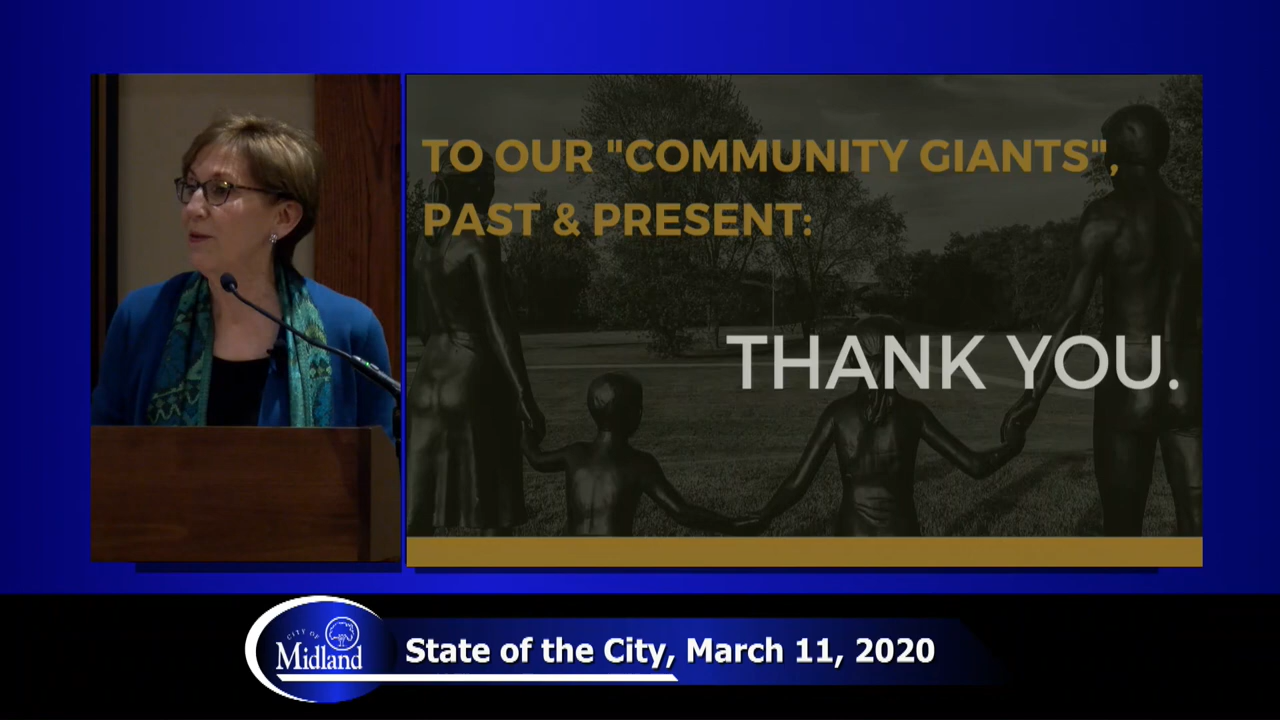 TO OUR "COMMUNITY GIANTS",
PAST & PRESENT:
THANK YOU.
CITY OF
Midland
State of the City, March 11, 2020